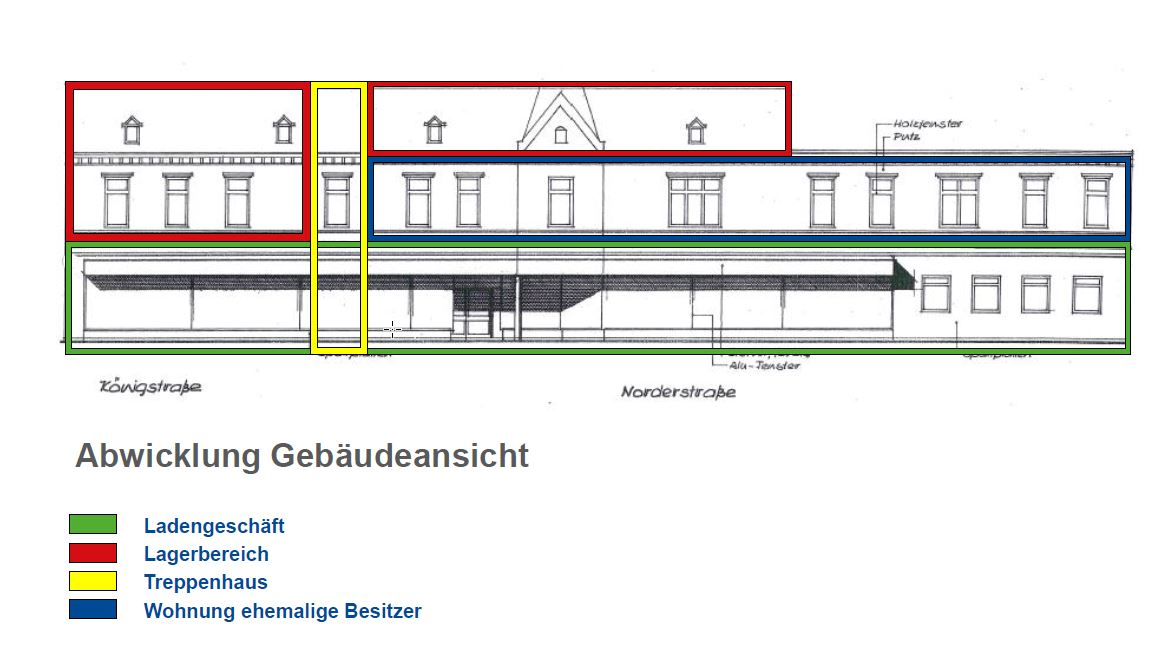 Holzfenster
Putz
Alu-Fenster
Königstraße
Norderstraße
Abwicklung Gebäudeansicht
Ladengeschäft
Lagerbereich
Treppenhaus
Wohnung ehemalige Besitzer